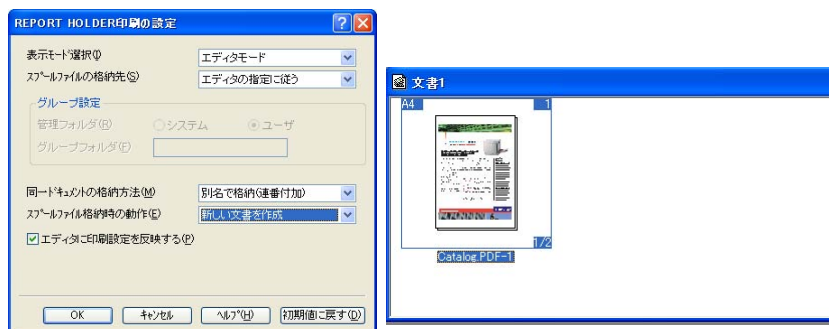 REPORT HOLDER印刷の設定
表示モード選択(I)
エディタモード
スプールファイルの格納先(S)
エディタの指定に従う
グループ設定
管理フォルダ(R)
システム
ユーザ
グループフォルダ(F)
同一ドキュメントの格納方法(M)
別名で格納(連番付加)
スプールファイル格納時の動作(E)
新しい文書を作成
エディタに印刷設定を反映する(P)
OK
キャンセル
ヘルプ(H)
初期値に戻す(D)
文書1
A4
1
1/2
Catalog.PDF-1